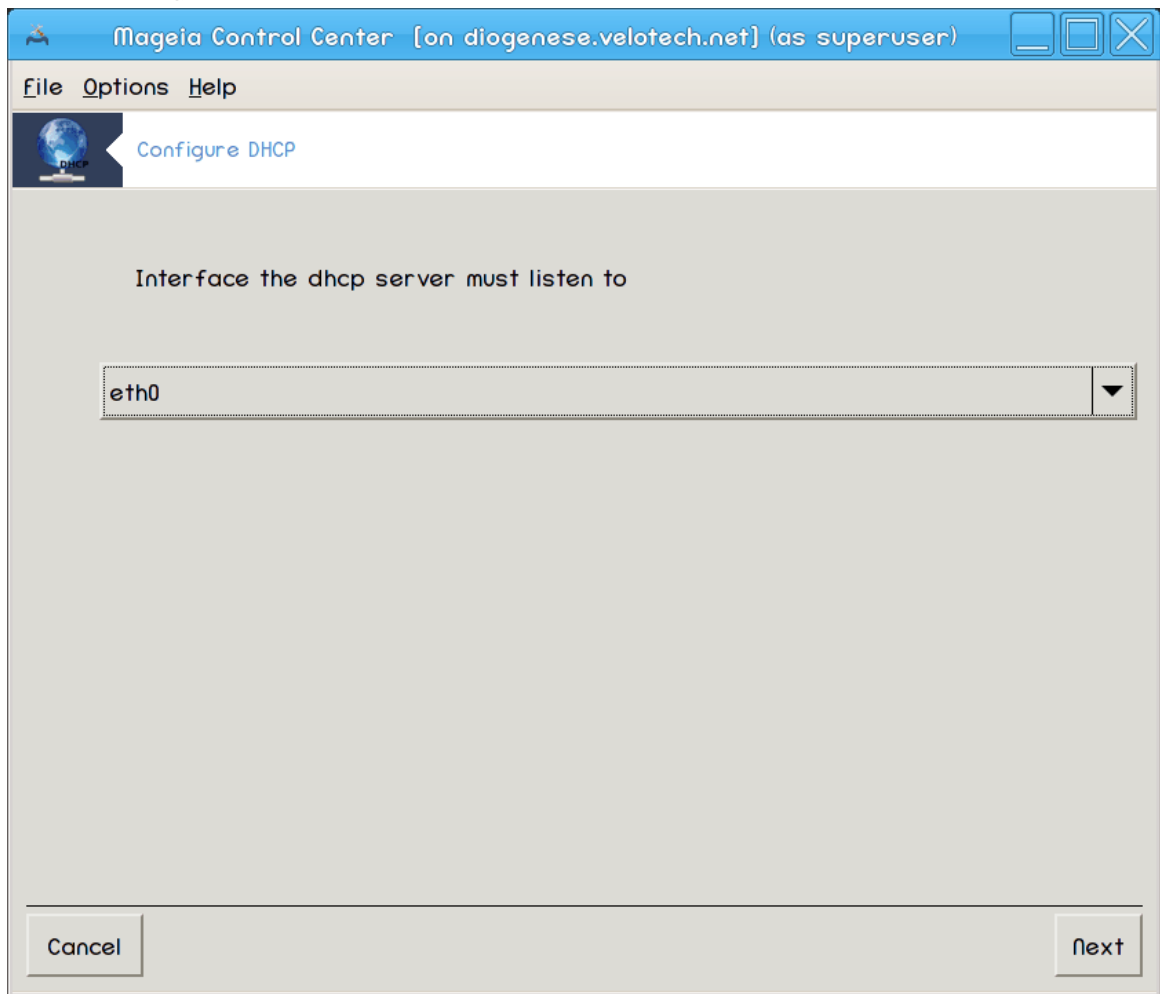 Mageia Control Center [on diogenese.velotech.net] (as superuser)
File Options Help
DHCP
Configure DHCP
Interface the dhcp server must listen to
eth0
Cancel
Next